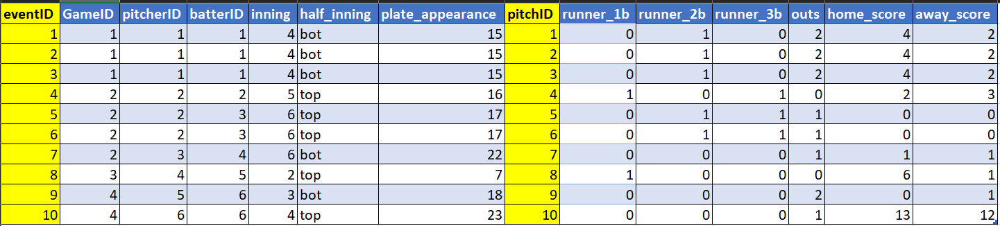 eventID GameID pitcherID batterID inning half_inning plate_appearance pitchID runner_1b runner_2b runner_3b outs home_score away_score
1 1 1 1 4 bot 15 1 0 1 0 2 4 2
2 1 1 1 4 bot 15 2 0 1 0 2 4 2
3 1 1 1 4 bot 15 3 0 1 0 2 4 2
4 2 2 2 5 top 16 4 1 0 1 0 2 3
5 2 2 3 6 top 17 5 0 1 1 1 0 0
6 2 2 3 6 top 17 6 0 1 1 1 0 0
7 2 3 4 6 bot 22 7 0 0 0 1 1 1
8 3 4 5 2 top 7 8 1 0 0 0 6 1
9 4 5 6 3 bot 18 9 0 0 0 2 0 1
10 4 6 6 4 top 23 10 0 0 0 1 13 12